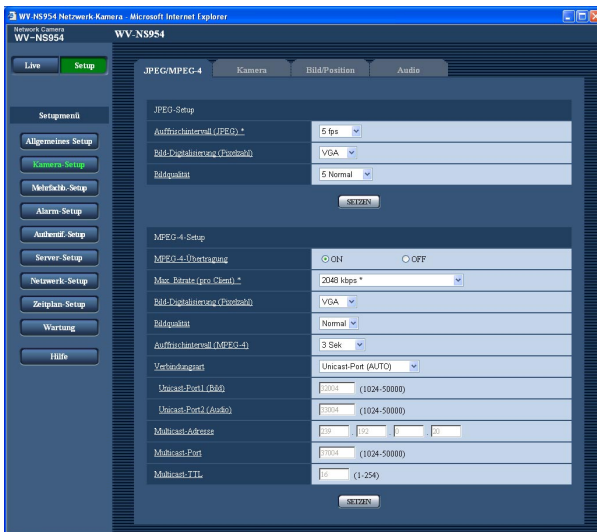 WV-NS954 Netzwerk-Kamera - Microsoft Internet Explorer
Network Camera
WV-NS954
WV-NS954
Live Setup
Setupmenü
Allgemeines Setup
Kamera-Setup
Mehrfachb.-Setup
Alarm-Setup
Authentif.-Setup
Server-Setup
Netzwerk-Setup
Zeitplan-Setup
Wartung
Hilfe
JPEG/MPEG-4 Kamera Bild/Position Audio
JPEG-Setup
Auffrischintervall (JPEG) * 5 fps
Bild-Digitalisierung (Pixelzahl) VGA
Bildqualität 5 Normal
SETZEN
MPEG-4-Setup
MPEG-4-Übertragung ON OFF
Max. Bitrate (pro Client) * 2048 kbps *
Bild-Digitalisierung (Pixelzahl) VGA
Bildqualität Normal
Auffrischintervall (MPEG-4) 3 Sek
Verbindungsart Unicast-Port (AUTO)
Unicast-Port1 (Bild) 32004 (1024-50000)
Unicast-Port2 (Audio) 33004 (1024-50000)
Multicast-Adresse 239 . 192 . 0 . 20
Multicast-Port 37004 (1024-50000)
Multicast-TTL 16 (1-254)
SETZEN